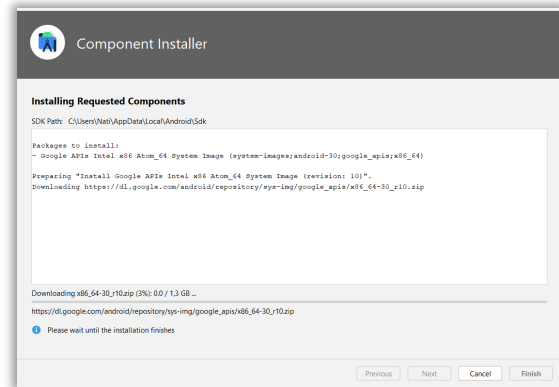 AI
Component Installer
Installing Requested Components
SDK Path: C:\Users\Nati\AppData\Local\Android\Sdk
Packages to install:
- Google APIs Intel x86 Atom_64 System Image (system-images;android-30;google_apis;x86_64)
Preparing "Install Google APIs Intel x86 Atom_64 System Image (revision: 10)".
Downloading https://dl.google.com/android/repository/sys-img/google_apis/x86_64-30_r10.zip
Downloading x86_64-30_r10.zip (3%): 0.0 / 1,3 GB ...
https://dl.google.com/android/repository/sys-img/google_apis/x86_64-30_r10.zip
Please wait until the installation finishes
Previous Next Cancel Finish